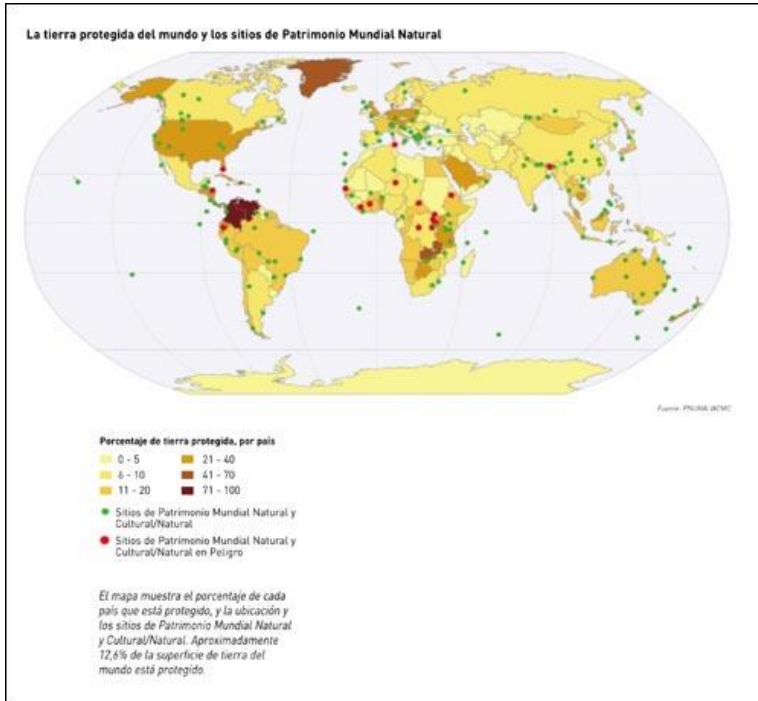 La tierra protegida del mundo y los sitios de Patrimonio Mundial Natural
Fuente: PNUMA-WCMC
Porcentaje de tierra protegida, por país
0 - 5
21 - 40
6 - 10
41 - 70
11 - 20
71 - 100
Sitios de Patrimonio Mundial Natural y
Cultural/Natural
Sitios de Patrimonio Mundial Natural y
Cultural/Natural en Peligro
El mapa muestra el porcentaje de cada
país que está protegido, y la ubicación y
los sitios de Patrimonio Mundial Natural
y Cultural/Natural. Aproximadamente
12,6% de la superficie de tierra del
mundo está protegido.